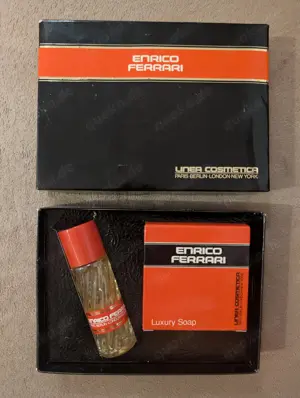 ENRICO
FERRARI
LINEA COSMETICA
PARIS·BERLIN·LONDON·NEW YORK
ENRICO
FERRARI
ENRICO
FERRARI
Luxury Soap
LINEA COSMETICA